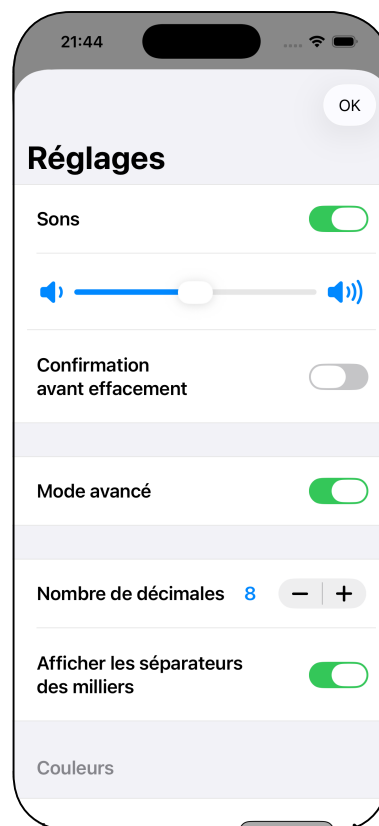 21:44
OK
Réglages
Sons
Confirmation
avant effacement
Mode avancé
Nombre de décimales 8 − +
Afficher les séparateurs
des milliers
Couleurs